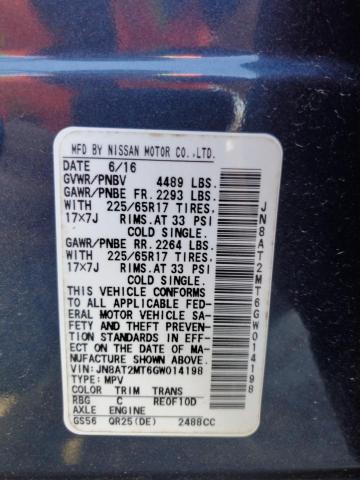 MFD BY NISSAN MOTOR CO.,LTD.
DATE 6/16
GVWR/PNBV 4489 LBS.
GAWR/PNBE FR. 2293 LBS.
WITH 225/65R17 TIRES,
17×7J RIMS.AT 33 PSI
COLD SINGLE.
GAWR/PNBE RR. 2264 LBS.
WITH 225/65R17 TIRES,
17×7J RIMS.AT 33 PSI
COLD SINGLE.
THIS VEHICLE CONFORMS
TO ALL APPLICABLE FED-
ERAL MOTOR VEHICLE SA-
FETY AND THEFT PREVEN-
TION STANDARDS IN EFF-
ECT ON THE DATE OF MA-
NUFACTURE SHOWN ABOVE.
VIN: JN8AT2MT6GW014198
TYPE: MPV
COLOR TRIM TRANS
RBG C RE0F10D
AXLE ENGINE
GS56 QR25(DE) 2488CC
JN8AT2MT6GW014198